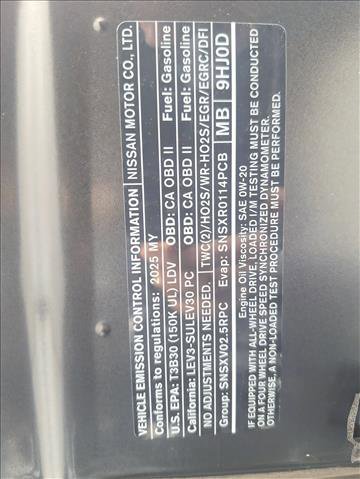 VEHICLE EMISSION CONTROL INFORMATION NISSAN MOTOR CO., LTD.
Conforms to regulations: 2025 MY
U.S. EPA: T3B30 (150K UL) LDV OBD: CA OBD II Fuel: Gasoline
California: LEV3-SULEV30 PC OBD: CA OBD II Fuel: Gasoline
NO ADJUSTMENTS NEEDED. TWC(2)/HO2S/WR-HO2S/EGR/EGRC/DFI
Group: SNSXV02.5RPC Evap: SNSXR0114PCB MB 9HJ0D
Engine Oil Viscosity: SAE 0W-20
IF EQUIPPED WITH ALL-WHEEL DRIVE, LOADED I/M TESTING MUST BE CONDUCTED
ON A FOUR WHEEL DRIVE SPEED SYNCHRONIZED DYNAMOMETER.
OTHERWISE, A NON-LOADED TEST PROCEDURE MUST BE PERFORMED.